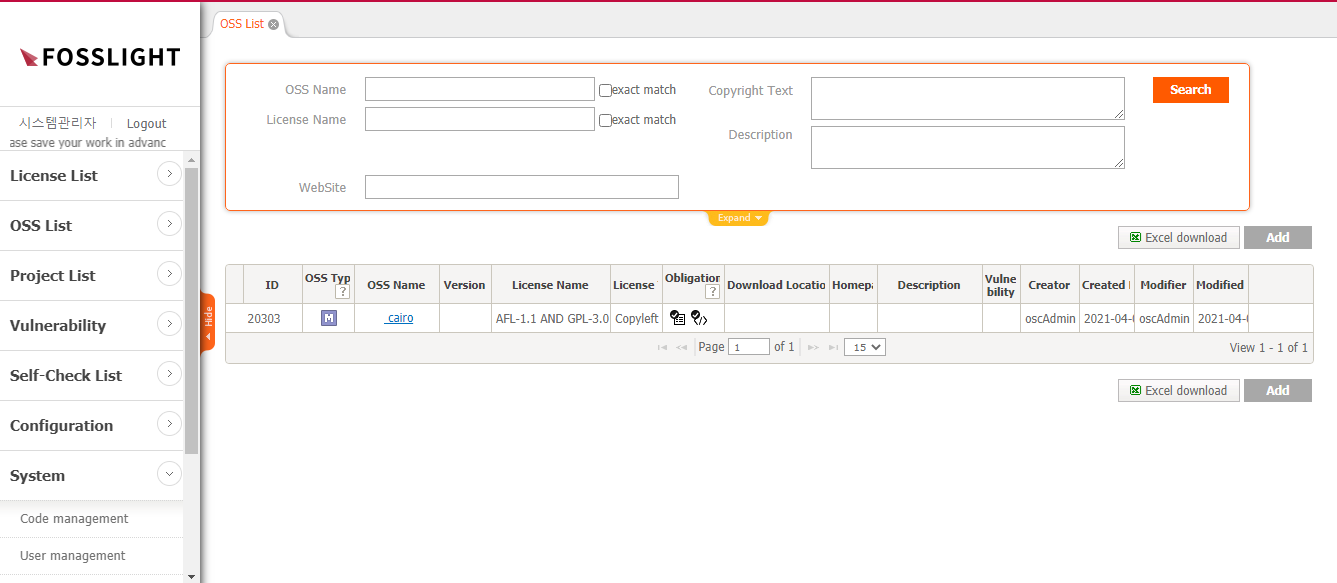 FOSSLIGHT
시스템관리자 Logout
ase save your work in advanc
License List
OSS List
Project List
Vulnerability
Self-Check List
Configuration
System
Code management
User management
Hide
OSS List
OSS Name exact match
License Name exact match
WebSite
Copyright Text
Description
Search
Expand
Excel download Add
ID OSS Typ ? OSS Name Version License Name License Obligation ? Download Locatio Homepa Description Vulne bility Creator Created Modifier Modified
20303 M cairo AFL-1.1 AND GPL-3.0 Copyleft oscAdmin 2021-04-0 oscAdmin 2021-04-0
Page 1 of 1 15 View 1 - 1 of 1
Excel download Add